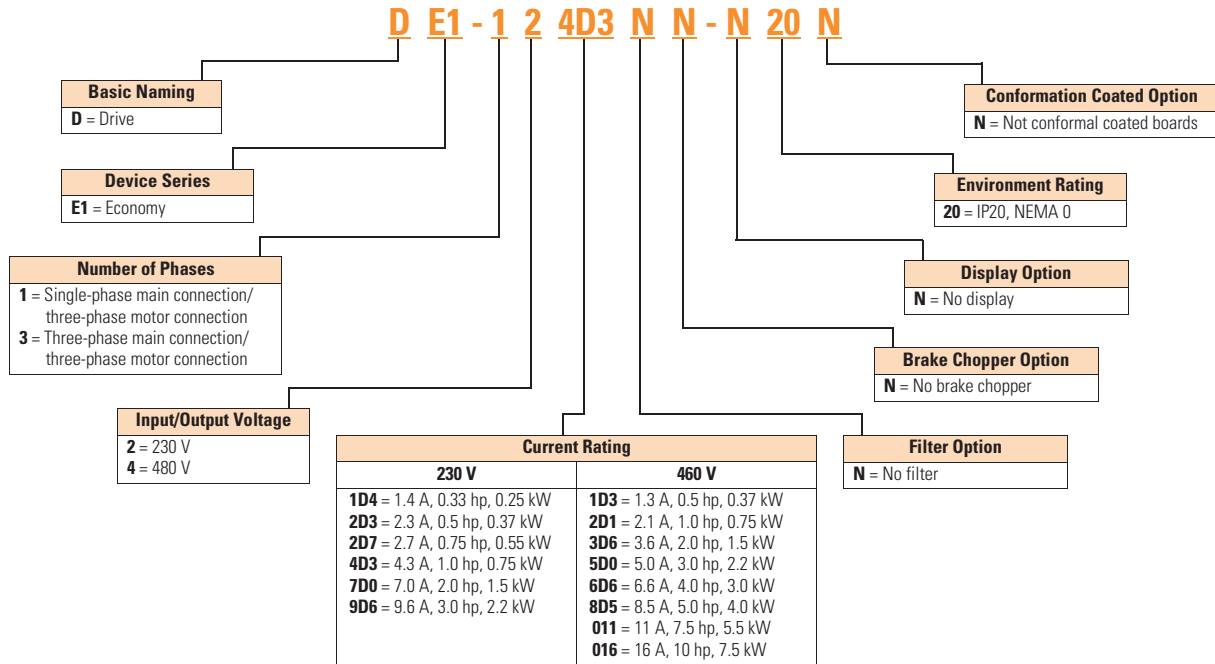 D E1 - 1 2 4D3 N N - N 20 N
Basic Naming
D = Drive
Device Series
E1 = Economy
Number of Phases
1 = Single-phase main connection/
three-phase motor connection
3 = Three-phase main connection/
three-phase motor connection
Input/Output Voltage
2 = 230 V
4 = 480 V
Current Rating
230 V
1D4 = 1.4 A, 0.33 hp, 0.25 kW
2D3 = 2.3 A, 0.5 hp, 0.37 kW
2D7 = 2.7 A, 0.75 hp, 0.55 kW
4D3 = 4.3 A, 1.0 hp, 0.75 kW
7D0 = 7.0 A, 2.0 hp, 1.5 kW
9D6 = 9.6 A, 3.0 hp, 2.2 kW
460 V
1D3 = 1.3 A, 0.5 hp, 0.37 kW
2D1 = 2.1 A, 1.0 hp, 0.75 kW
3D6 = 3.6 A, 2.0 hp, 1.5 kW
5D0 = 5.0 A, 3.0 hp, 2.2 kW
6D6 = 6.6 A, 4.0 hp, 3.0 kW
8D5 = 8.5 A, 5.0 hp, 4.0 kW
011 = 11 A, 7.5 hp, 5.5 kW
016 = 16 A, 10 hp, 7.5 kW
Conformation Coated Option
N = Not conformal coated boards
Environment Rating
20 = IP20, NEMA 0
Display Option
N = No display
Brake Chopper Option
N = No brake chopper
Filter Option
N = No filter